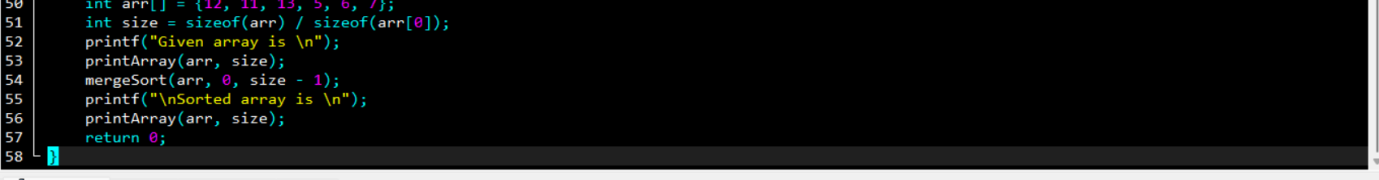 50 int arr[] = {12, 11, 13, 5, 6, 7};
51 int size = sizeof(arr) / sizeof(arr[0]);
52 printf("Given array is \n");
53 printArray(arr, size);
54 mergeSort(arr, 0, size - 1);
55 printf("\nSorted array is \n");
56 printArray(arr, size);
57 return 0;
58 }